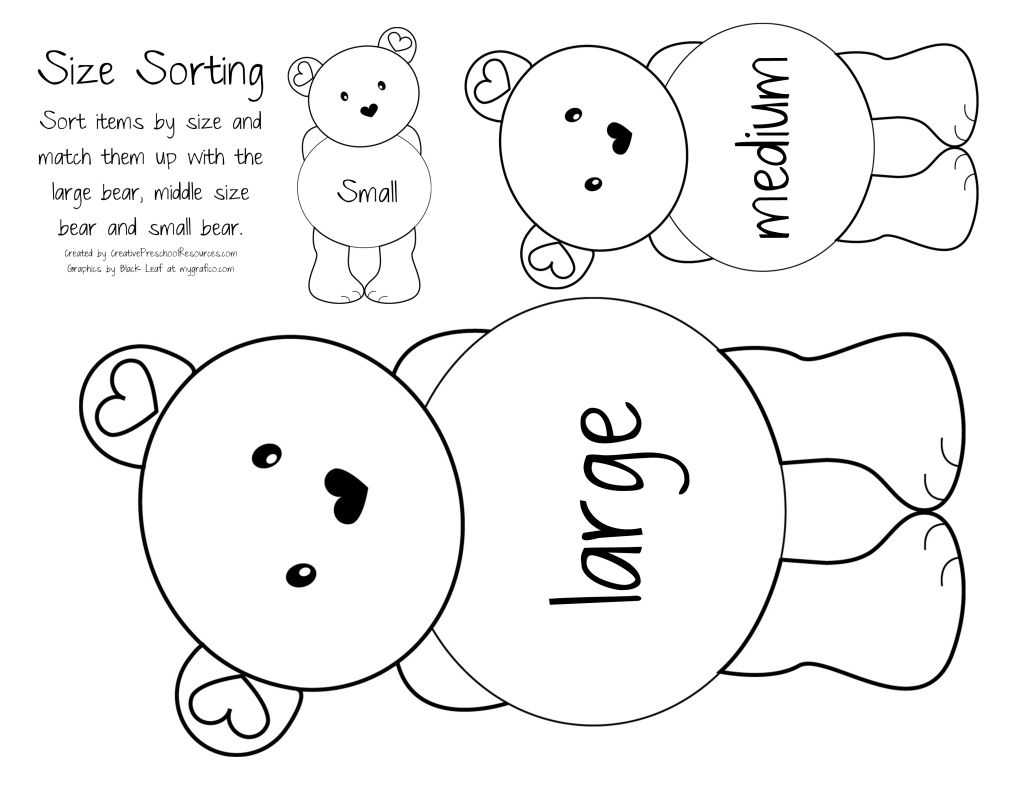 Size Sorting
Sort items by size and
match them up with the
large bear, middle size
bear and small bear.
Created by CreativePreschoolResources.com
Graphics by Black Leaf at mygrafico.com
Small
medium
large